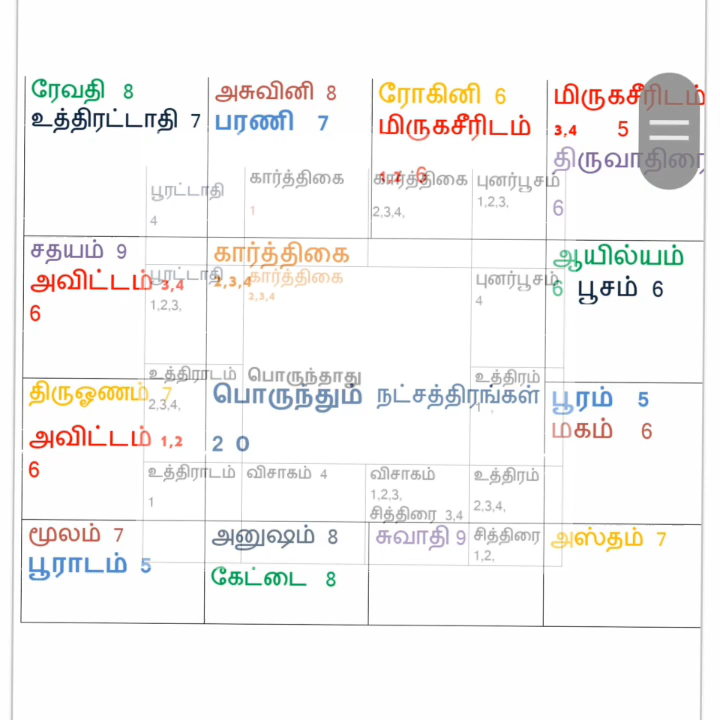 ரேவதி 8
உத்திரட்டாதி 7
அசுவினி 8
பரணி 7
ரோகினி 6
மிருகசீரிடம்
1,2 6
மிருகசீரிடம்
3,4 5
திருவாதிரை
6
பூரட்டாதி
4
கார்த்திகை
1
கார்த்திகை
2,3,4,
புனர்பூசம்
1,2,3,
சதயம் 9
அவிட்டம் 3,4
6
பூரட்டாதி
1,2,3,
கார்த்திகை
2,3,4
கார்த்திகை
2,3,4
புனர்பூசம்
4
ஆயில்யம்
6 பூசம் 6
திருஓணம் 7
அவிட்டம் 1,2
6
உத்திராடம்
2,3,4,
பொருந்தாது
பொருந்தும் நட்சத்திரங்கள்
2 0
உத்திரம்
பூரம் 5
மகம் 6
உத்திராடம்
1
விசாகம் 4
விசாகம்
1,2,3,
சித்திரை 3,4
உத்திரம்
2,3,4,
மூலம் 7
பூராடம் 5
அனுஷம் 8
கேட்டை 8
சுவாதி 9
சித்திரை
1,2,
அஸ்தம் 7